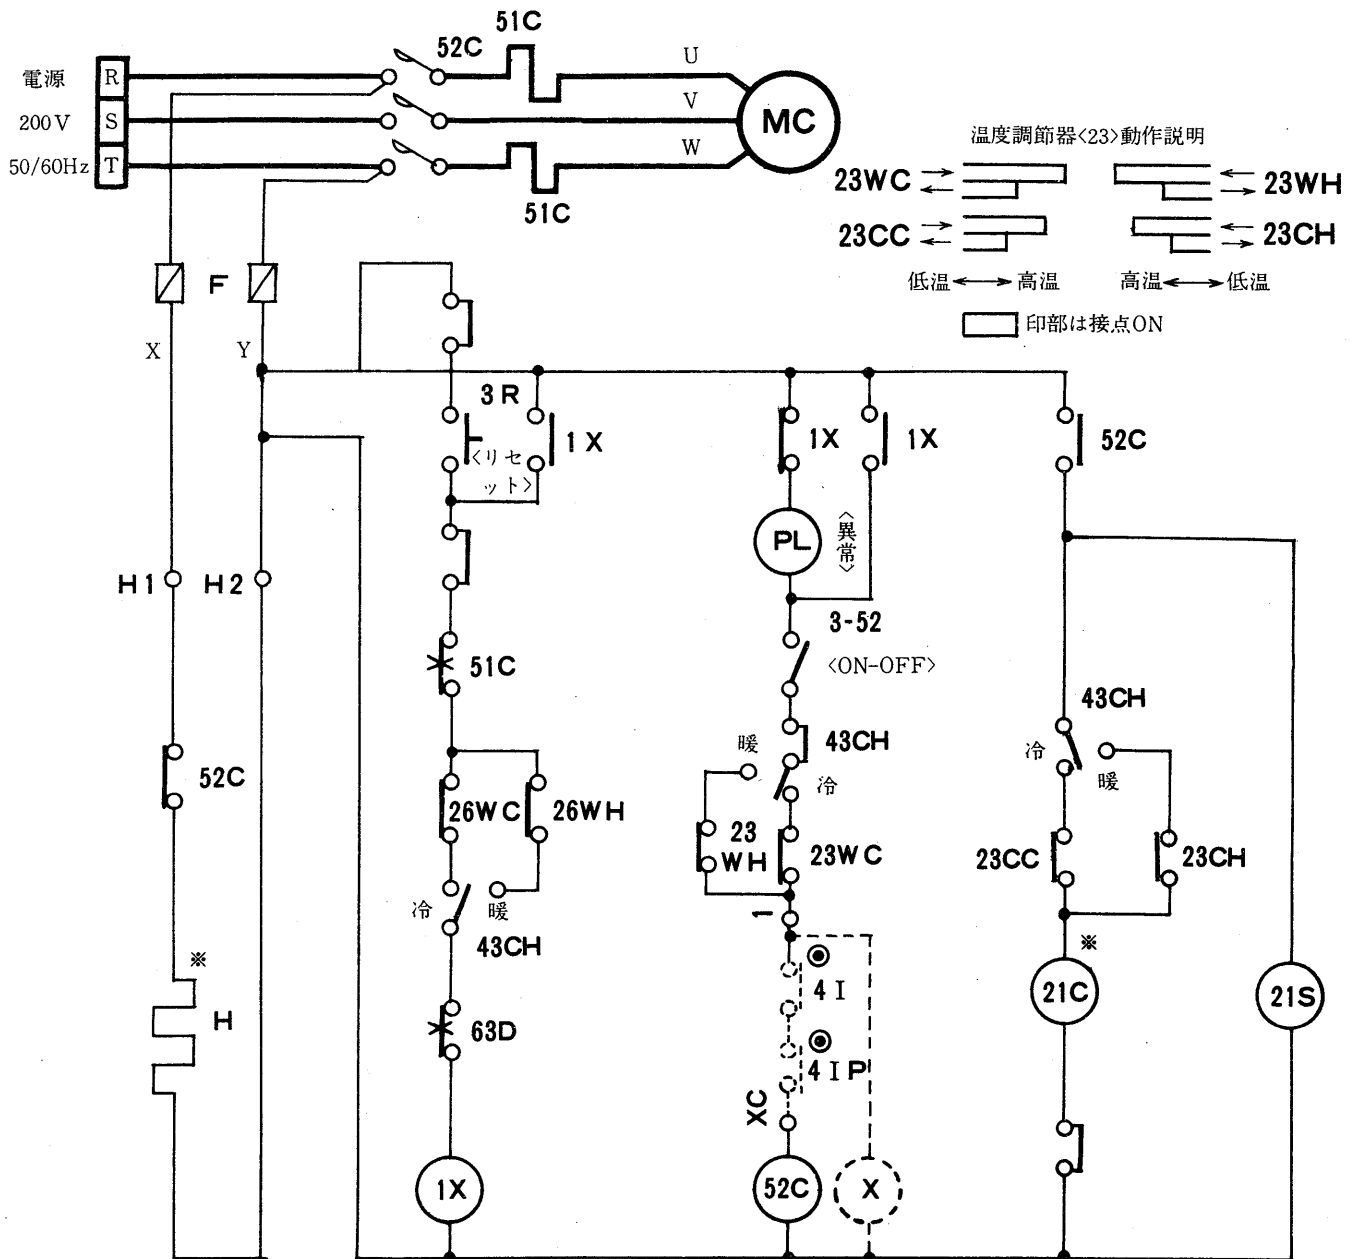 51C
52C
電源
R
U
200V
S
V
MC
50/60Hz
T
W
51C
温度調節器<23>動作説明
23WC
23WH
23CC
23CH
低温
高温
高温
低温
印部は接点ON
F
X
Y
3R
<リセ
ット>
1X
1X
1X
52C
PL
<異常>
H1
H2
3-52
<ON-OFF>
51C
43CH
43CH
暖
冷
冷
暖
52C
26WC
26WH
23
WH
23WC
23CC
23CH
冷
暖
1
43CH
※
※
H
4I
21C
21S
63D
4IP
XC
1X
52C
X